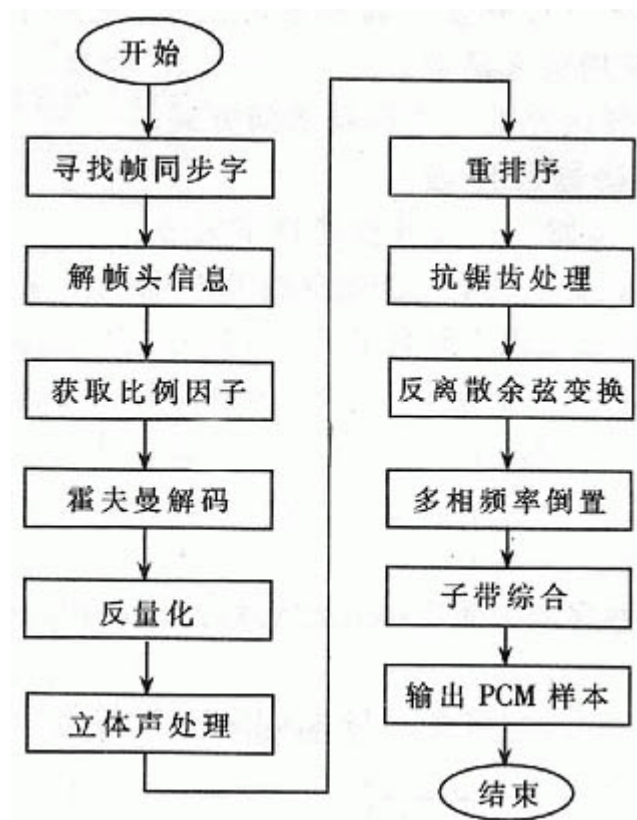 开始
寻找帧同步字
解帧头信息
获取比例因子
霍夫曼解码
反量化
立体声处理
重排序
抗锯齿处理
反离散余弦变换
多相频率倒置
子带综合
输出 PCM 样本
结束